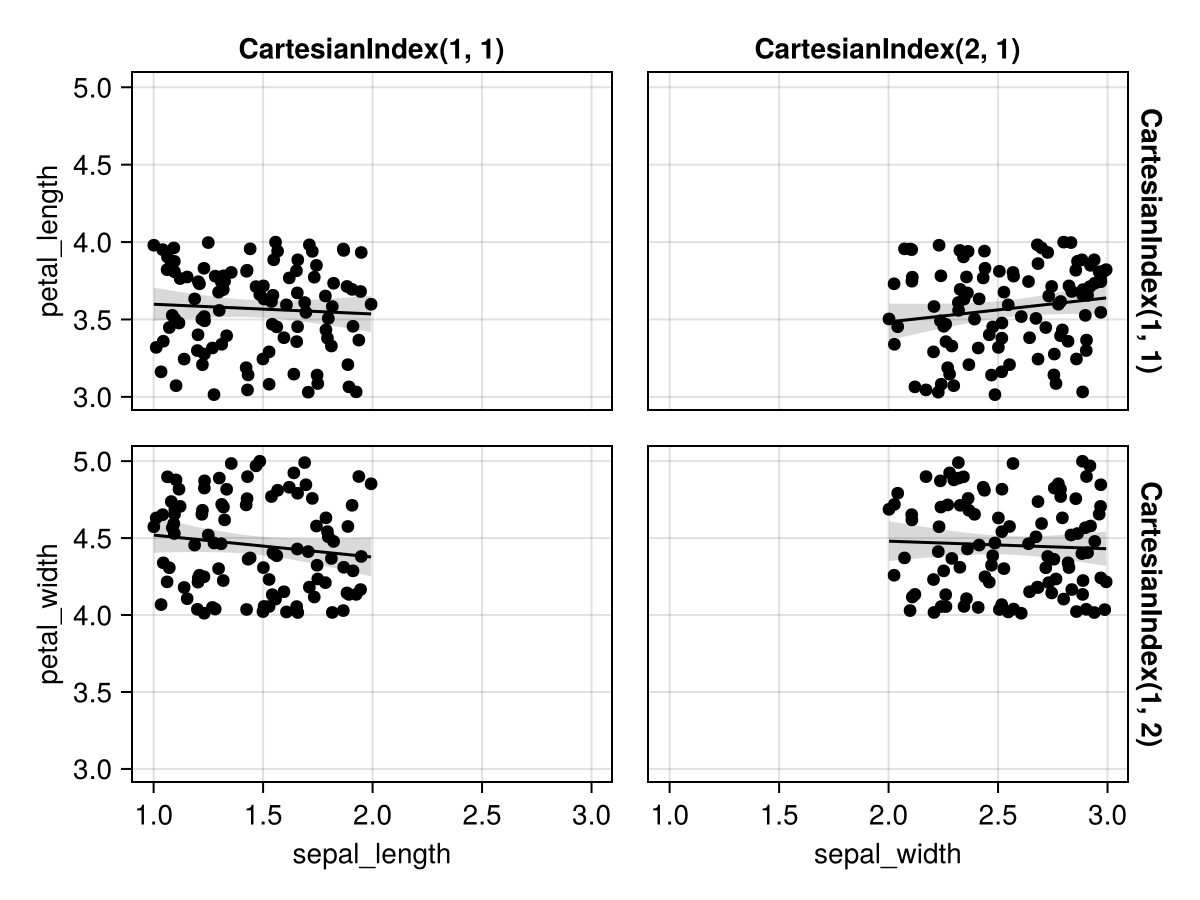 CartesianIndex(1, 1)
CartesianIndex(2, 1)
5.0
4.5
4.0
3.5
3.0
petal_length
CartesianIndex(1, 1)
5.0
4.5
4.0
3.5
3.0
petal_width
CartesianIndex(1, 2)
1.0 1.5 2.0 2.5 3.0
1.0 1.5 2.0 2.5 3.0
sepal_length
sepal_width